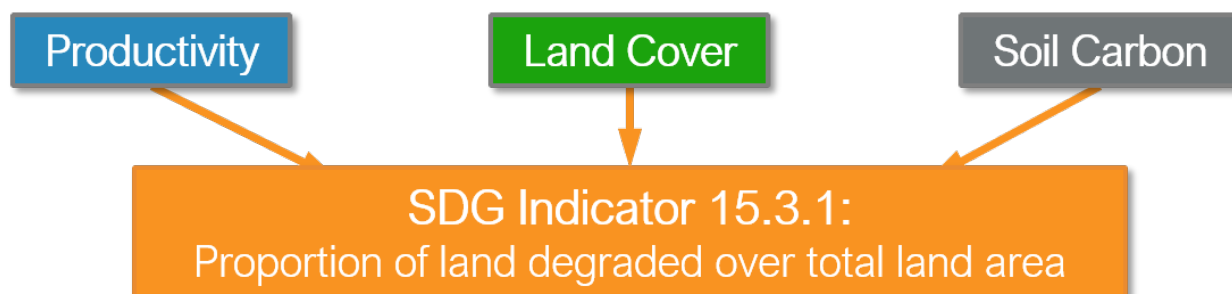 Productivity
Land Cover
Soil Carbon
SDG Indicator 15.3.1:
Proportion of land degraded over total land area